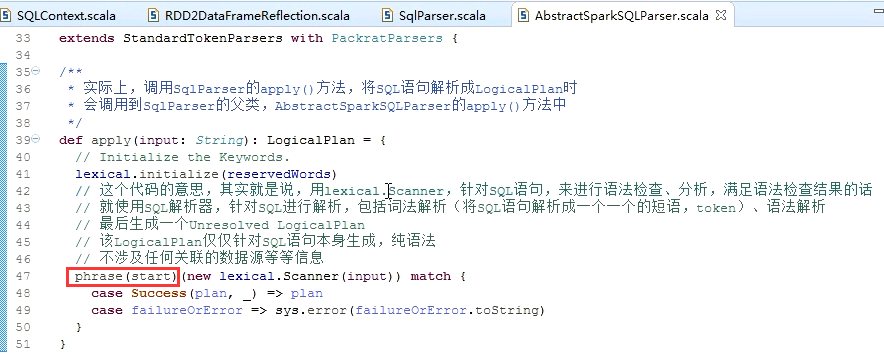 SQLContext.scala RDD2DataFrameReflection.scala SqlParser.scala AbstractSparkSQLParser.scala
33 extends StandardTokenParsers with PackratParsers {
34
35 /**
36 * 实际上，调用SqlParser的apply()方法，将SQL语句解析成LogicalPlan时
37 * 会调用到SqlParser的父类，AbstractSparkSQLParser的apply()方法中
38 */
39 def apply(input: String): LogicalPlan = {
40 // Initialize the Keywords.
41 lexical.initialize(reservedWords)
42 // 这个代码的意思，其实就是说，用lexical.Scanner，针对SQL语句，来进行语法检查、分析，满足语法检查结果的话
43 // 就使用SQL解析器，针对SQL进行解析，包括词法解析（将SQL语句解析成一个一个的短语，token）、语法解析
44 // 最后生成一个Unresolved LogicalPlan
45 // 该LogicalPlan仅仅针对SQL语句本身生成，纯语法
46 // 不涉及任何关联的数据源等等信息
47 phrase(start)(new lexical.Scanner(input)) match {
48 case Success(plan, _) => plan
49 case failureOrError => sys.error(failureOrError.toString)
50 }
51 }